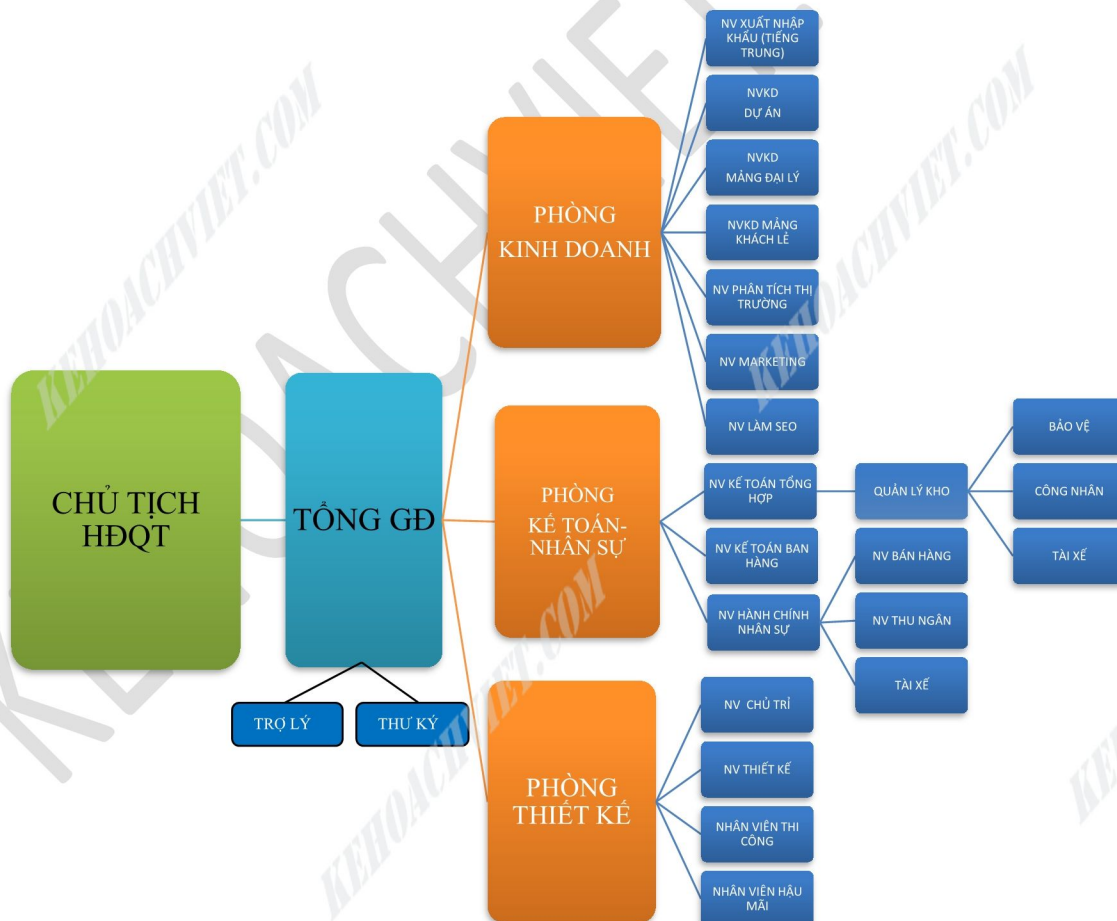 NV XUẤT NHẬP
KHẨU (TIẾNG
TRUNG)
NVKD
DỰ ÁN
NVKD
MẢNG ĐẠI LÝ
PHÒNG
KINH DOANH
NVKD MẢNG
KHÁCH LẺ
NV PHÂN TÍCH THỊ
TRƯỜNG
NV MARKETING
NV LÀM SEO
CHỦ TỊCH
HĐQT
TỔNG GĐ
TRỢ LÝ
THƯ KÝ
PHÒNG
KẾ TOÁN-
NHÂN SỰ
NV KẾ TOÁN TỔNG
HỢP
QUẢN LÝ KHO
BẢO VỆ
CÔNG NHÂN
TÀI XẾ
NV KẾ TOÁN BAN
HÀNG
NV HÀNH CHÍNH
NHÂN SỰ
NV BÁN HÀNG
NV THU NGÂN
TÀI XẾ
PHÒNG
THIẾT KẾ
NV CHỦ TRÌ
NV THIẾT KẾ
NHÂN VIÊN THI
CÔNG
NHÂN VIÊN HẬU
MÃI
KEHOACHVIET.COM
KEHOACHVIET.COM
KEHOACHVIET.COM
KEHOACHVIET